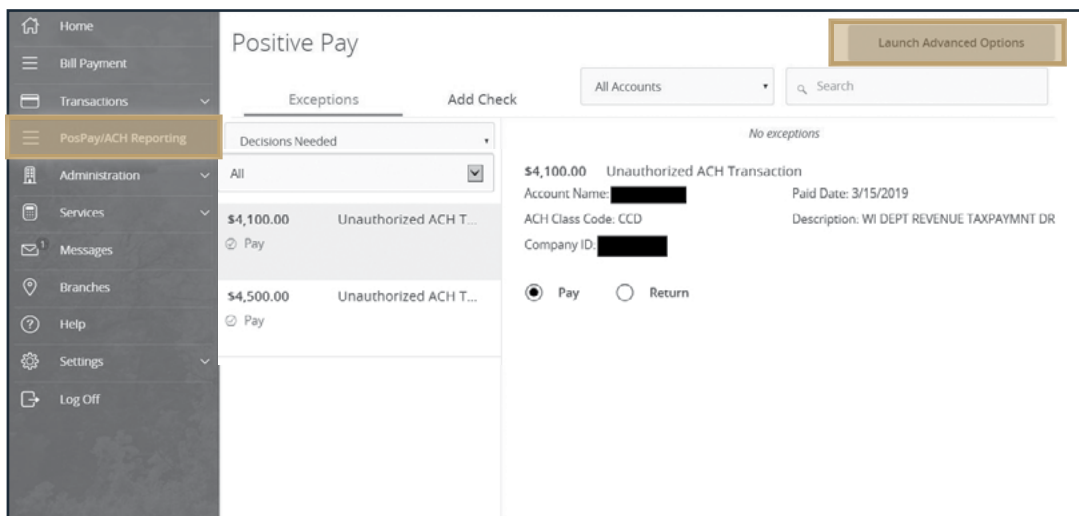 Home
Bill Payment
Transactions
PosPay/ACH Reporting
Administration
Services
1
Messages
Branches
Help
Settings
Log Off
Positive Pay
Launch Advanced Options
All Accounts
Search
Exceptions
Add Check
Decisions Needed
All
$4,100.00 Unauthorized ACH T...
Pay
$4,500.00 Unauthorized ACH T...
Pay
No exceptions
$4,100.00 Unauthorized ACH Transaction
Account Name:
Paid Date: 3/15/2019
ACH Class Code: CCD
Description: WI DEPT REVENUE TAXPAYMNT DR
Company ID:
Pay
Return